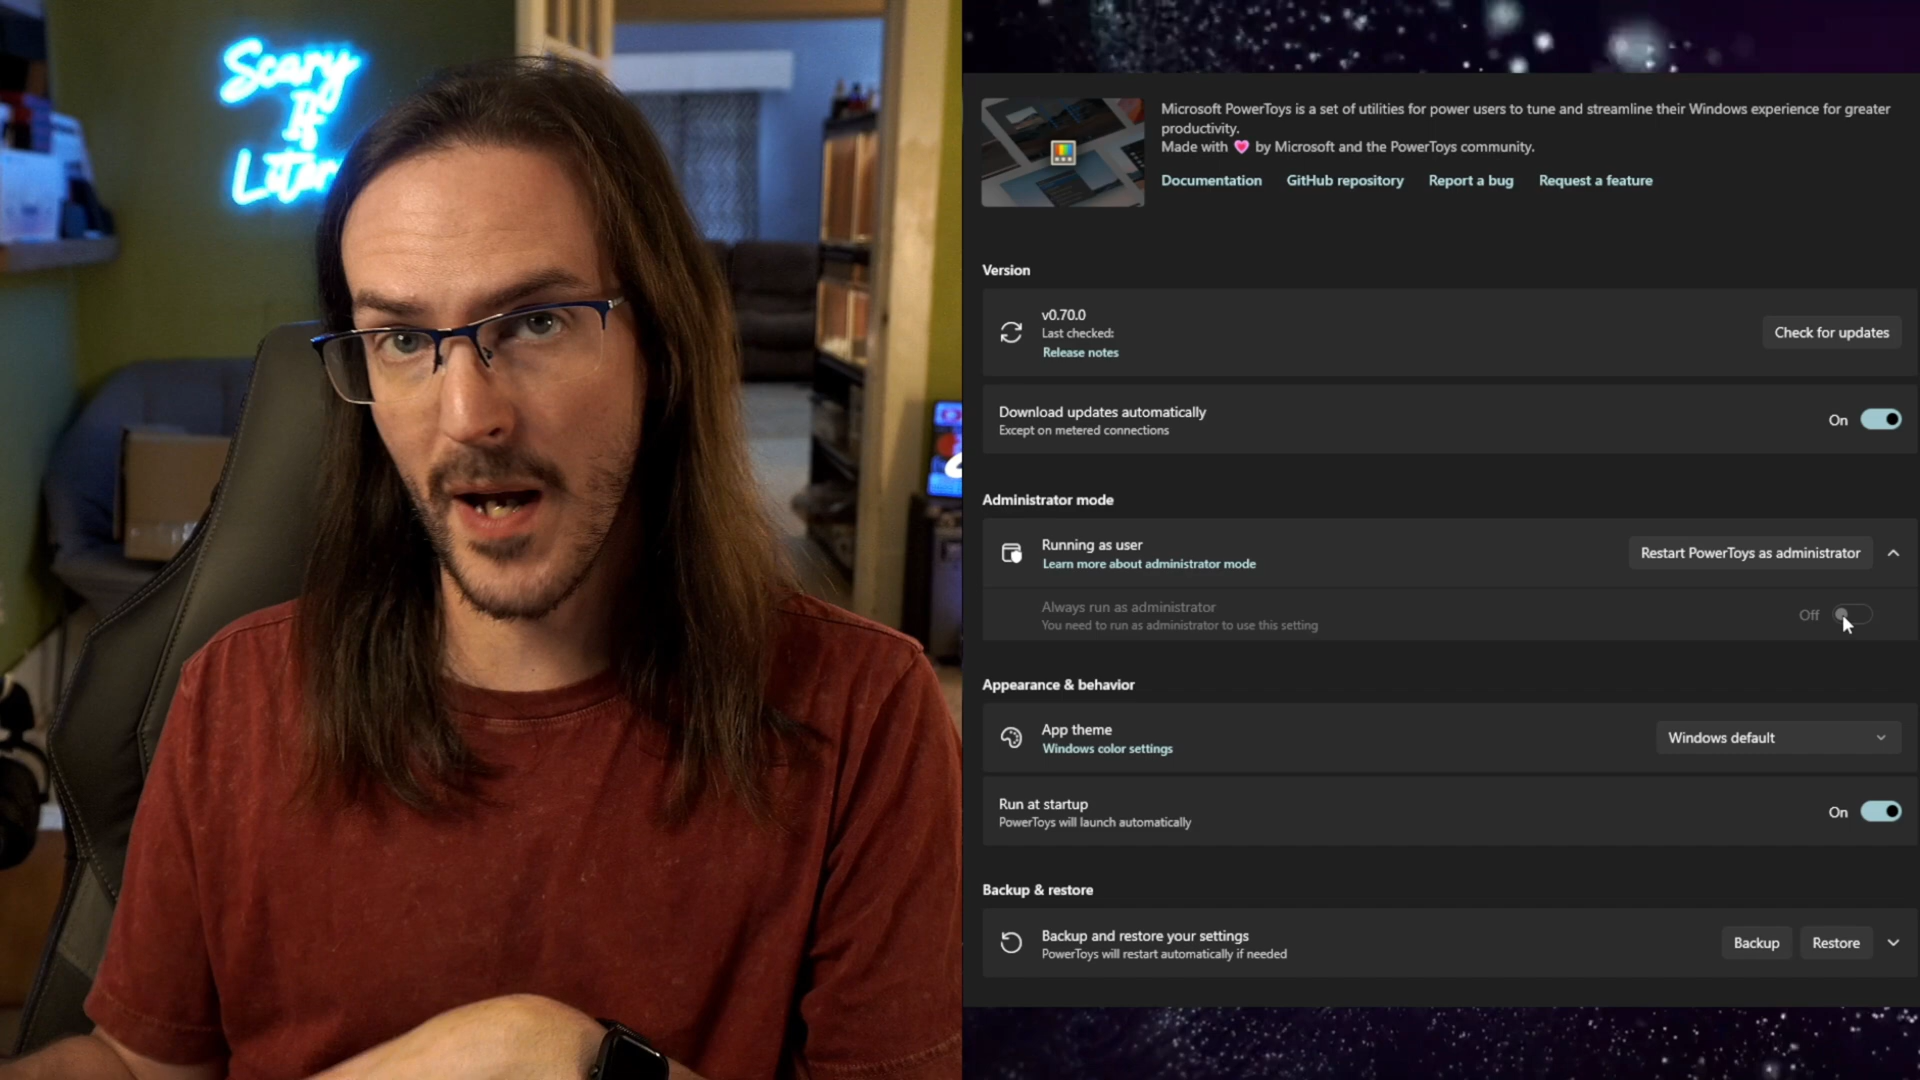 Scary
It
Microsoft PowerToys is a set of utilities for power users to tune and streamline their Windows experience for greater
productivity.
Made with 💗 by Microsoft and the PowerToys community.
Documentation GitHub repository Report a bug Request a feature
Version
v0.70.0
Last checked:
Release notes
Check for updates
Download updates automatically
Except on metered connections
On
Administrator mode
Running as user
Learn more about administrator mode
Restart PowerToys as administrator
Always run as administrator
You need to run as administrator to use this setting
Off
Appearance & behavior
App theme
Windows color settings
Windows default
Run at startup
PowerToys will launch automatically
On
Backup & restore
Backup and restore your settings
PowerToys will restart automatically if needed
Backup Restore